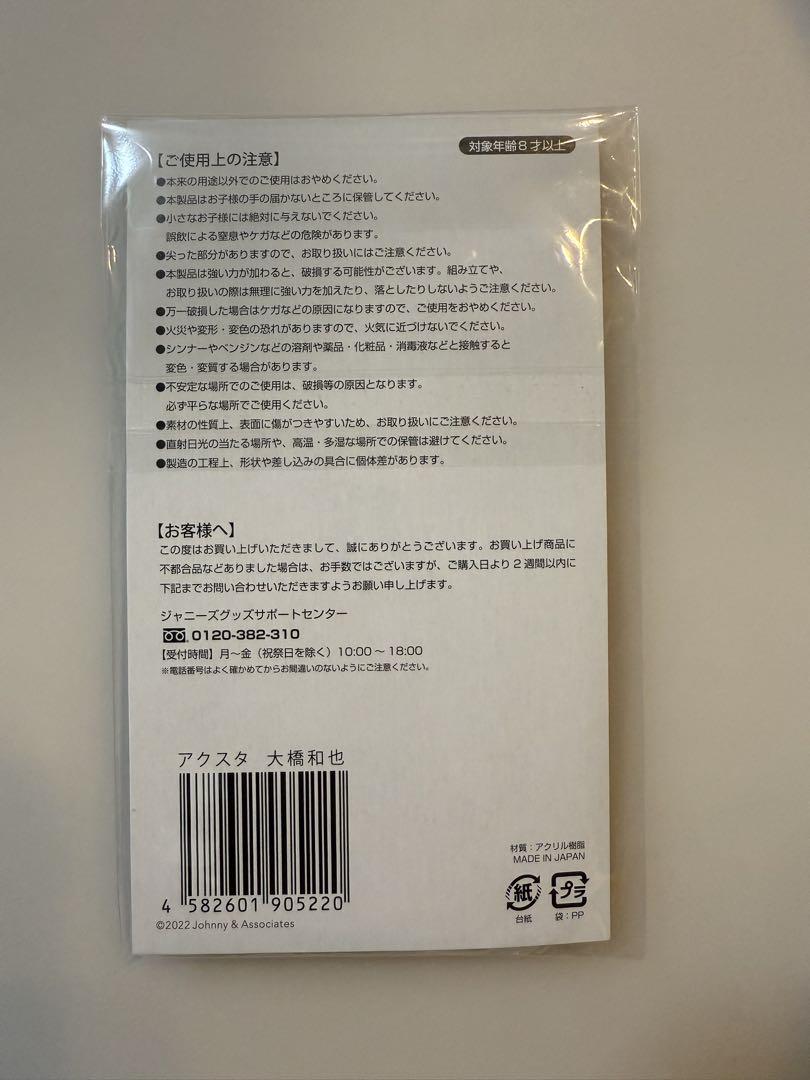 対象年齢8才以上
【ご使用上の注意】
●本来の用途以外でのご使用はおやめください。
●本製品はお子様の手の届かないところに保管してください。
●小さなお子様には絶対に与えないでください。
誤飲による窒息やケガなどの危険があります。
●尖った部分がありますので、お取り扱いにはご注意ください。
●本製品は強い力が加わると、破損する可能性がございます。組み立てや、
お取り扱いの際は無理に強い力を加えたり、落としたりしないようご注意ください。
●万一破損した場合はケガなどの原因になりますので、ご使用をおやめください。
●火災や変形・変色の恐れがありますので、火気に近づけないでください。
●シンナーやベンジンなどの溶剤や薬品・化粧品・消毒液などと接触すると
変色・変質する場合があります。
●不安定な場所でのご使用は、破損等の原因となります。
必ず平らな場所でご使用ください。
●素材の性質上、表面に傷がつきやすいため、お取り扱いにご注意ください。
●直射日光の当たる場所や、高温・多湿な場所での保管は避けてください。
●製造の工程上、形状や差し込みの具合に個体差があります。
【お客様へ】
この度はお買い上げいただきまして、誠にありがとうございます。お買い上げ商品に
不都合品などありました場合は、お手数ではございますが、ご購入日より2週間以内に
下記までお問い合わせいただきますようお願い申し上げます。
ジャニーズグッズサポートセンター
0120-382-310
【受付時間】月～金（祝祭日を除く）10:00～18:00
※電話番号はよく確かめてからお間違いのないようにご注意ください。
アクスタ 大橋和也
4 582601 905220
©2022 Johnny & Associates
材質：アクリル樹脂
MADE IN JAPAN
紙 プラ
台紙 袋：PP